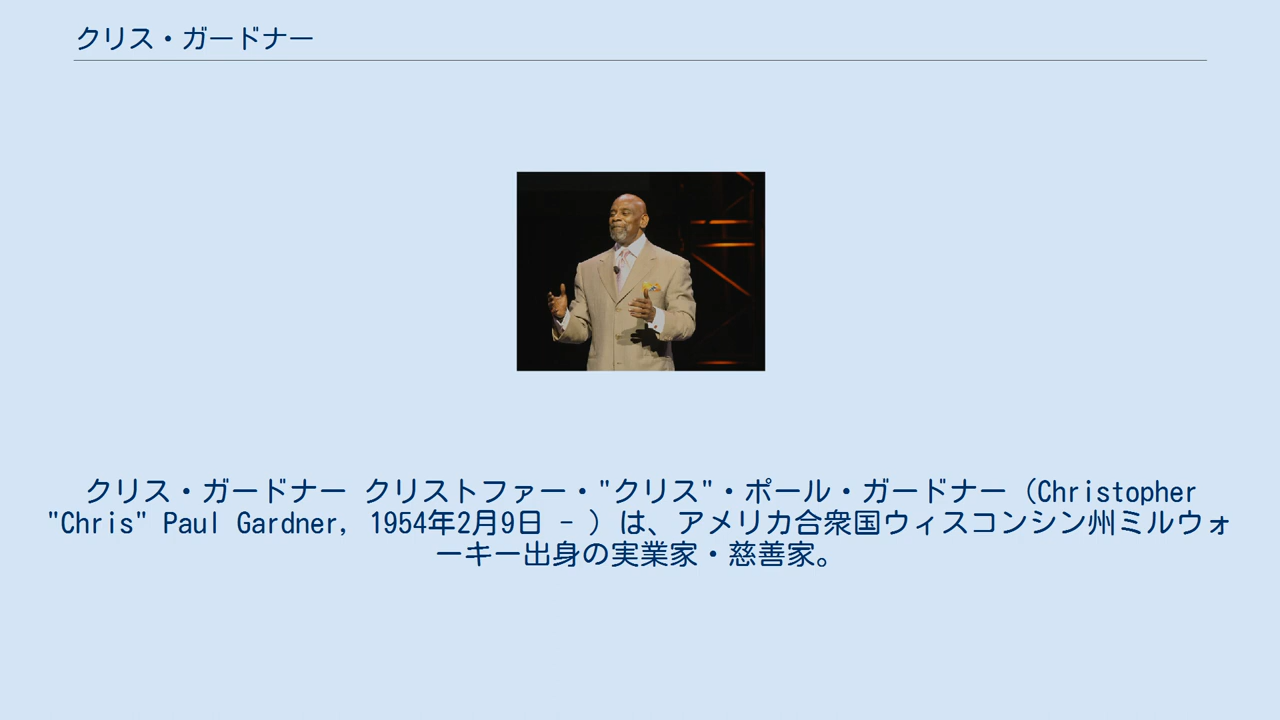 クリス・ガードナー
クリス・ガードナー クリストファー・"クリス"・ポール・ガードナー（Christopher
"Chris" Paul Gardner, 1954年2月9日 - ）は、アメリカ合衆国ウィスコンシン州ミルウォ
ーキー出身の実業家・慈善家。